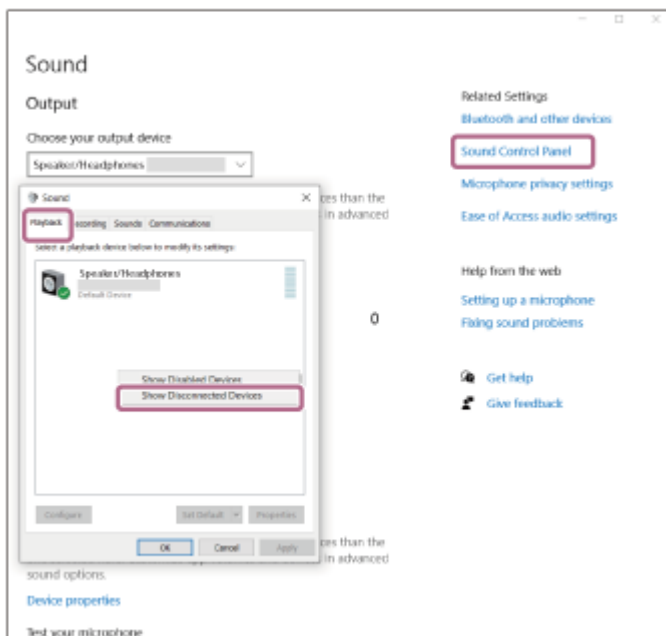 Sound
Output
Choose your output device
Speaker/Headphones
Sound
Playback
ecording
Sounds
Communications
Select a playback device below to modify its settings:
Speaker/Headphones
Default Device
Show Disabled Devices
Show Disconnected Devices
Configure
Set Default
Properties
OK
Cancel
Apply
ces than the
in advanced
0
ces than the
in advanced
sound options.
Device properties
Test your microphone
Related Settings
Bluetooth and other devices
Sound Control Panel
Microphone privacy settings
Ease of Access audio settings
Help from the web
Setting up a microphone
Fixing sound problems
Get help
Give feedback